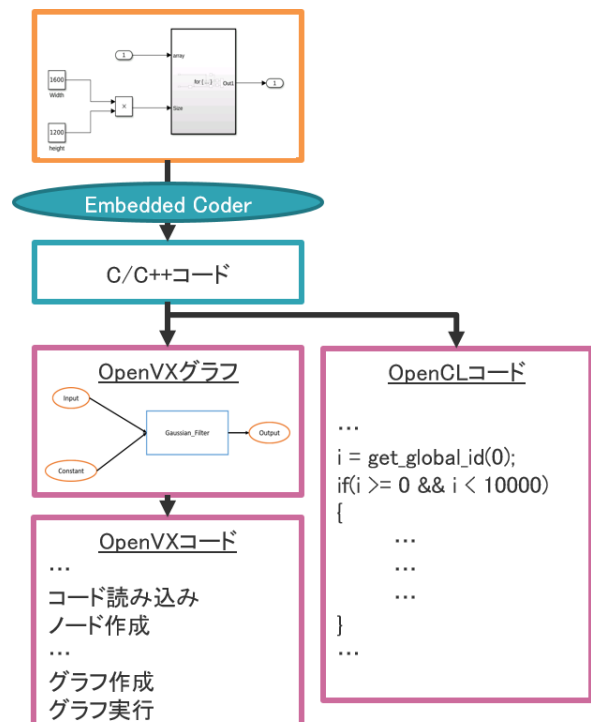 1
array
for { ... }
Out1
1
1600
Width
×
Size
1200
height
Embedded Coder
C/C++コード
OpenVXグラフ
Input
Gaussian_Filter
Output
Constant
OpenVXコード
…
コード読み込み
ノード作成
…
グラフ作成
グラフ実行
OpenCLコード
…
i = get_global_id(0);
if(i >= 0 && i < 10000)
{
…
…
…
}
…